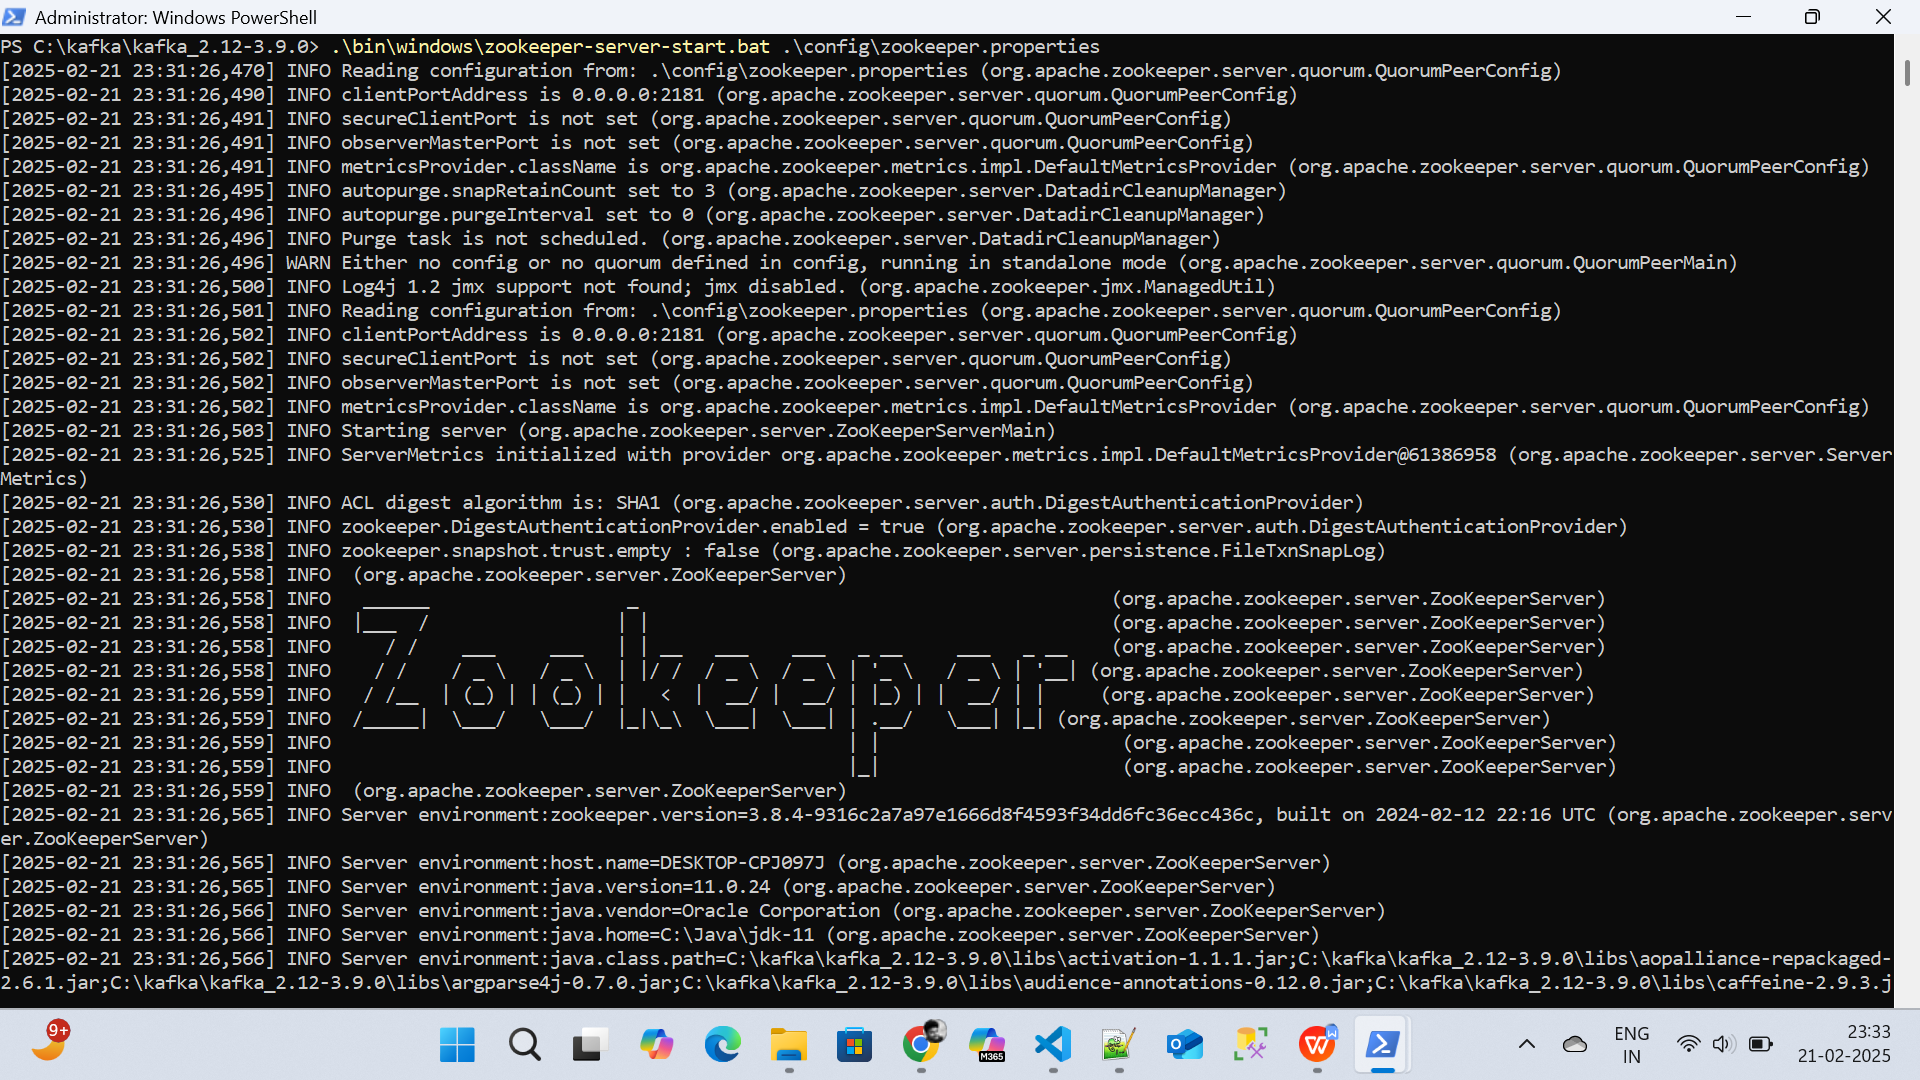 Administrator: Windows PowerShell
PS C:\kafka\kafka_2.12-3.9.0> .\bin\windows\zookeeper-server-start.bat .\config\zookeeper.properties
[2025-02-21 23:31:26,470] INFO Reading configuration from: .\config\zookeeper.properties (org.apache.zookeeper.server.quorum.QuorumPeerConfig)
[2025-02-21 23:31:26,490] INFO clientPortAddress is 0.0.0.0:2181 (org.apache.zookeeper.server.quorum.QuorumPeerConfig)
[2025-02-21 23:31:26,491] INFO secureClientPort is not set (org.apache.zookeeper.server.quorum.QuorumPeerConfig)
[2025-02-21 23:31:26,491] INFO observerMasterPort is not set (org.apache.zookeeper.server.quorum.QuorumPeerConfig)
[2025-02-21 23:31:26,491] INFO metricsProvider.className is org.apache.zookeeper.metrics.impl.DefaultMetricsProvider (org.apache.zookeeper.server.quorum.QuorumPeerConfig)
[2025-02-21 23:31:26,495] INFO autopurge.snapRetainCount set to 3 (org.apache.zookeeper.server.DatadirCleanupManager)
[2025-02-21 23:31:26,496] INFO autopurge.purgeInterval set to 0 (org.apache.zookeeper.server.DatadirCleanupManager)
[2025-02-21 23:31:26,496] INFO Purge task is not scheduled. (org.apache.zookeeper.server.DatadirCleanupManager)
[2025-02-21 23:31:26,496] WARN Either no config or no quorum defined in config, running in standalone mode (org.apache.zookeeper.server.quorum.QuorumPeerMain)
[2025-02-21 23:31:26,500] INFO Log4j 1.2 jmx support not found; jmx disabled. (org.apache.zookeeper.jmx.ManagedUtil)
[2025-02-21 23:31:26,501] INFO Reading configuration from: .\config\zookeeper.properties (org.apache.zookeeper.server.quorum.QuorumPeerConfig)
[2025-02-21 23:31:26,502] INFO clientPortAddress is 0.0.0.0:2181 (org.apache.zookeeper.server.quorum.QuorumPeerConfig)
[2025-02-21 23:31:26,502] INFO secureClientPort is not set (org.apache.zookeeper.server.quorum.QuorumPeerConfig)
[2025-02-21 23:31:26,502] INFO observerMasterPort is not set (org.apache.zookeeper.server.quorum.QuorumPeerConfig)
[2025-02-21 23:31:26,502] INFO metricsProvider.className is org.apache.zookeeper.metrics.impl.DefaultMetricsProvider (org.apache.zookeeper.server.quorum.QuorumPeerConfig)
[2025-02-21 23:31:26,503] INFO Starting server (org.apache.zookeeper.server.ZooKeeperServerMain)
[2025-02-21 23:31:26,525] INFO ServerMetrics initialized with provider org.apache.zookeeper.metrics.impl.DefaultMetricsProvider@61386958 (org.apache.zookeeper.server.Server
Metrics)
[2025-02-21 23:31:26,530] INFO ACL digest algorithm is: SHA1 (org.apache.zookeeper.server.auth.DigestAuthenticationProvider)
[2025-02-21 23:31:26,530] INFO zookeeper.DigestAuthenticationProvider.enabled = true (org.apache.zookeeper.server.auth.DigestAuthenticationProvider)
[2025-02-21 23:31:26,538] INFO zookeeper.snapshot.trust.empty : false (org.apache.zookeeper.server.persistence.FileTxnSnapLog)
[2025-02-21 23:31:26,558] INFO  (org.apache.zookeeper.server.ZooKeeperServer)
[2025-02-21 23:31:26,558] INFO   ______                  _                                           (org.apache.zookeeper.server.ZooKeeperServer)
[2025-02-21 23:31:26,558] INFO  |___  /                 | |                                          (org.apache.zookeeper.server.ZooKeeperServer)
[2025-02-21 23:31:26,558] INFO     / /    ___     ___   | | __   ___    ___   _ __     ___   _ __    (org.apache.zookeeper.server.ZooKeeperServer)
[2025-02-21 23:31:26,558] INFO    / /    / _ \   / _ \  | |/ /  / _ \  / _ \ | '_ \   / _ \ | '__| (org.apache.zookeeper.server.ZooKeeperServer)
[2025-02-21 23:31:26,559] INFO   / /__  | (_) | | (_) | |   <  |  __/ |  __/ | |_) | |  __/ | |     (org.apache.zookeeper.server.ZooKeeperServer)
[2025-02-21 23:31:26,559] INFO  /_____|  \___/   \___/  |_|\_\  \___|  \___| | .__/   \___| |_| (org.apache.zookeeper.server.ZooKeeperServer)
[2025-02-21 23:31:26,559] INFO                                               | |                      (org.apache.zookeeper.server.ZooKeeperServer)
[2025-02-21 23:31:26,559] INFO                                               |_|                      (org.apache.zookeeper.server.ZooKeeperServer)
[2025-02-21 23:31:26,559] INFO  (org.apache.zookeeper.server.ZooKeeperServer)
[2025-02-21 23:31:26,565] INFO Server environment:zookeeper.version=3.8.4-9316c2a7a97e1666d8f4593f34dd6fc36ecc436c, built on 2024-02-12 22:16 UTC (org.apache.zookeeper.serv
er.ZooKeeperServer)
[2025-02-21 23:31:26,565] INFO Server environment:host.name=DESKTOP-CPJ097J (org.apache.zookeeper.server.ZooKeeperServer)
[2025-02-21 23:31:26,565] INFO Server environment:java.version=11.0.24 (org.apache.zookeeper.server.ZooKeeperServer)
[2025-02-21 23:31:26,566] INFO Server environment:java.vendor=Oracle Corporation (org.apache.zookeeper.server.ZooKeeperServer)
[2025-02-21 23:31:26,566] INFO Server environment:java.home=C:\Java\jdk-11 (org.apache.zookeeper.server.ZooKeeperServer)
[2025-02-21 23:31:26,566] INFO Server environment:java.class.path=C:\kafka\kafka_2.12-3.9.0\libs\activation-1.1.1.jar;C:\kafka\kafka_2.12-3.9.0\libs\aopalliance-repackaged-
2.6.1.jar;C:\kafka\kafka_2.12-3.9.0\libs\argparse4j-0.7.0.jar;C:\kafka\kafka_2.12-3.9.0\libs\audience-annotations-0.12.0.jar;C:\kafka\kafka_2.12-3.9.0\libs\caffeine-2.9.3.j
9+
M365
ENG
IN
23:33
21-02-2025